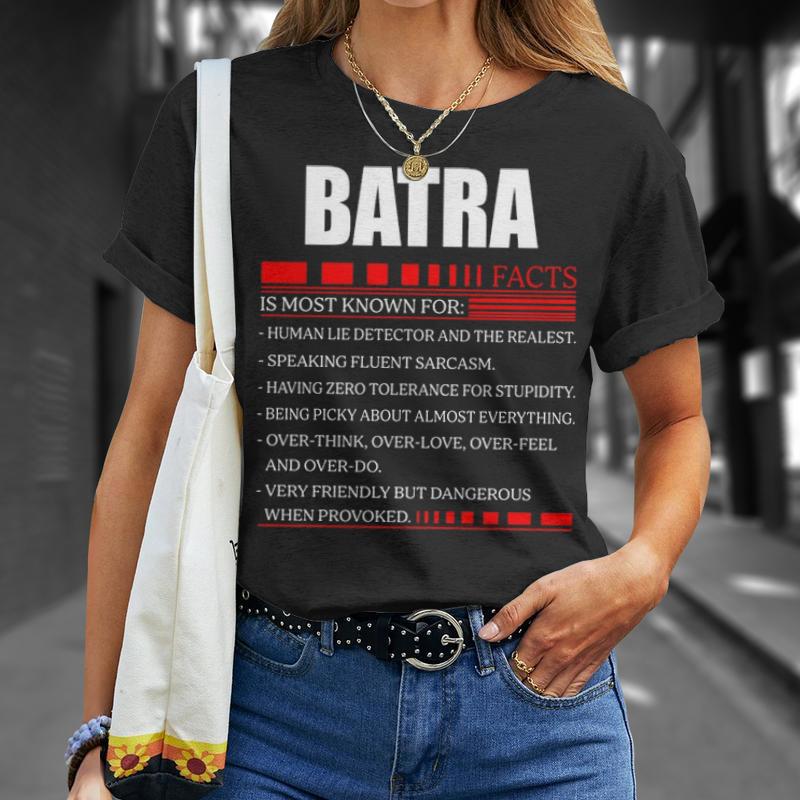 BATRA
FACTS
IS MOST KNOWN FOR:
- HUMAN LIE DETECTOR AND THE REALEST.
- SPEAKING FLUENT SARCASM.
- HAVING ZERO TOLERANCE FOR STUPIDITY.
- BEING PICKY ABOUT ALMOST EVERYTHING.
- OVER-THINK, OVER-LOVE, OVER-FEEL
AND OVER-DO.
- VERY FRIENDLY BUT DANGEROUS
WHEN PROVOKED.